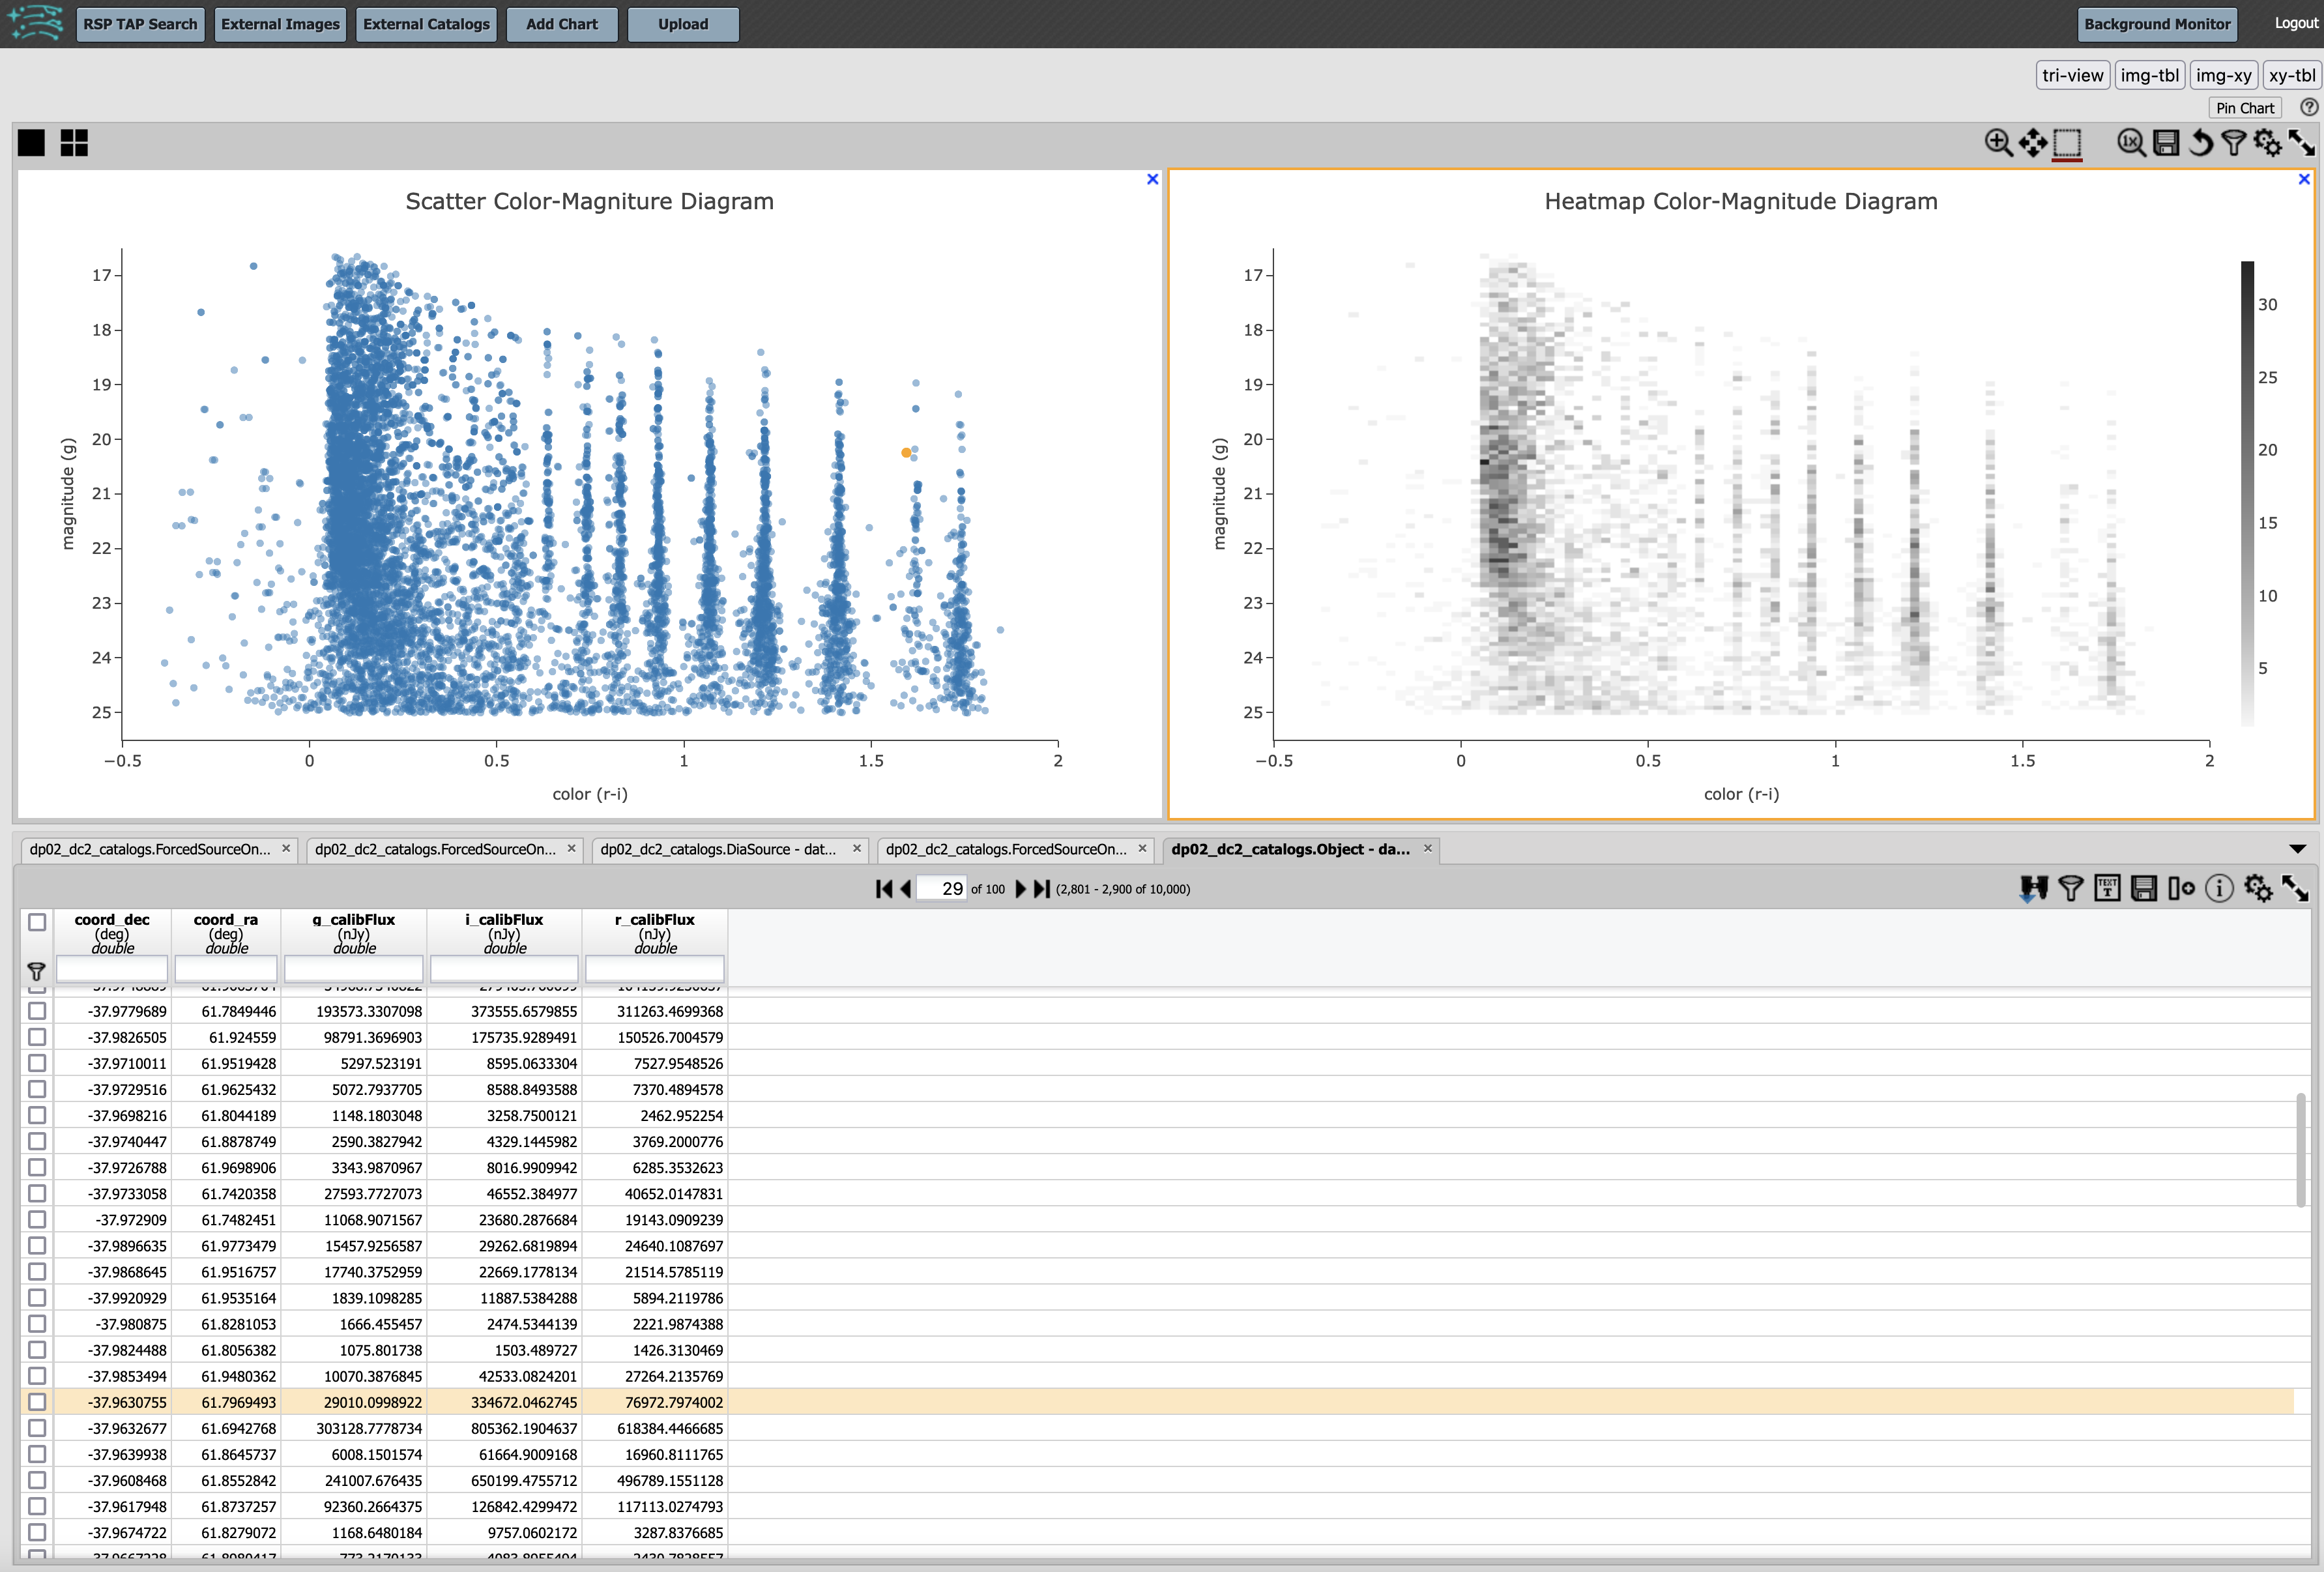 RSP TAP Search External Images External Catalogs Add Chart Upload Background Monitor Logout
tri-view img-tbl img-xy xy-tbl
Pin Chart ?
Scatter Color-Magniture Diagram
magnitude (g)
17
18
19
20
21
22
23
24
25
−0.5 0 0.5 1 1.5 2
color (r-i)
Heatmap Color-Magnitude Diagram
magnitude (g)
17
18
19
20
21
22
23
24
25
−0.5 0 0.5 1 1.5 2
color (r-i)
30
25
20
15
10
5
dp02_dc2_catalogs.ForcedSourceOn... dp02_dc2_catalogs.ForcedSourceOn... dp02_dc2_catalogs.DiaSource - dat... dp02_dc2_catalogs.ForcedSourceOn... dp02_dc2_catalogs.Object - da...
29 of 100 (2,801 - 2,900 of 10,000)
coord_dec coord_ra g_calibFlux i_calibFlux r_calibFlux
(deg) (deg) (nJy) (nJy) (nJy)
double double double double double
-37.9779689 61.7849446 193573.3307098 373555.6579855 311263.4699368
-37.9826505 61.924559 98791.3696903 175735.9289491 150526.7004579
-37.9710011 61.9519428 5297.523191 8595.0633304 7527.9548526
-37.9729516 61.9625432 5072.7937705 8588.8493588 7370.4894578
-37.9698216 61.8044189 1148.1803048 3258.7500121 2462.952254
-37.9740447 61.8878749 2590.3827942 4329.1445982 3769.2000776
-37.9726788 61.9698906 3343.9870967 8016.9909942 6285.3532623
-37.9733058 61.7420358 27593.7727073 46552.384977 40652.0147831
-37.972909 61.7482451 11068.9071567 23680.2876684 19143.0909239
-37.9896635 61.9773479 15457.9256587 29262.6819894 24640.1087697
-37.9868645 61.9516757 17740.3752959 22669.1778134 21514.5785119
-37.9920929 61.9535164 1839.1098285 11887.5384288 5894.2119786
-37.980875 61.8281053 1666.455457 2474.5344139 2221.9874388
-37.9824488 61.8056382 1075.801738 1503.489727 1426.3130469
-37.9853494 61.9480362 10070.3876845 42533.0824201 27264.2135769
-37.9630755 61.7969493 29010.0998922 334672.0462745 76972.7974002
-37.9632677 61.6942768 303128.7778734 805362.1904637 618384.4466685
-37.9639938 61.8645737 6008.1501574 61664.9009168 16960.8111765
-37.9608468 61.8552842 241007.676435 650199.4755712 496789.1551128
-37.9617948 61.8737257 92360.2664375 126842.4299472 117113.0274793
-37.9674722 61.8279072 1168.6480184 9757.0602172 3287.8376685